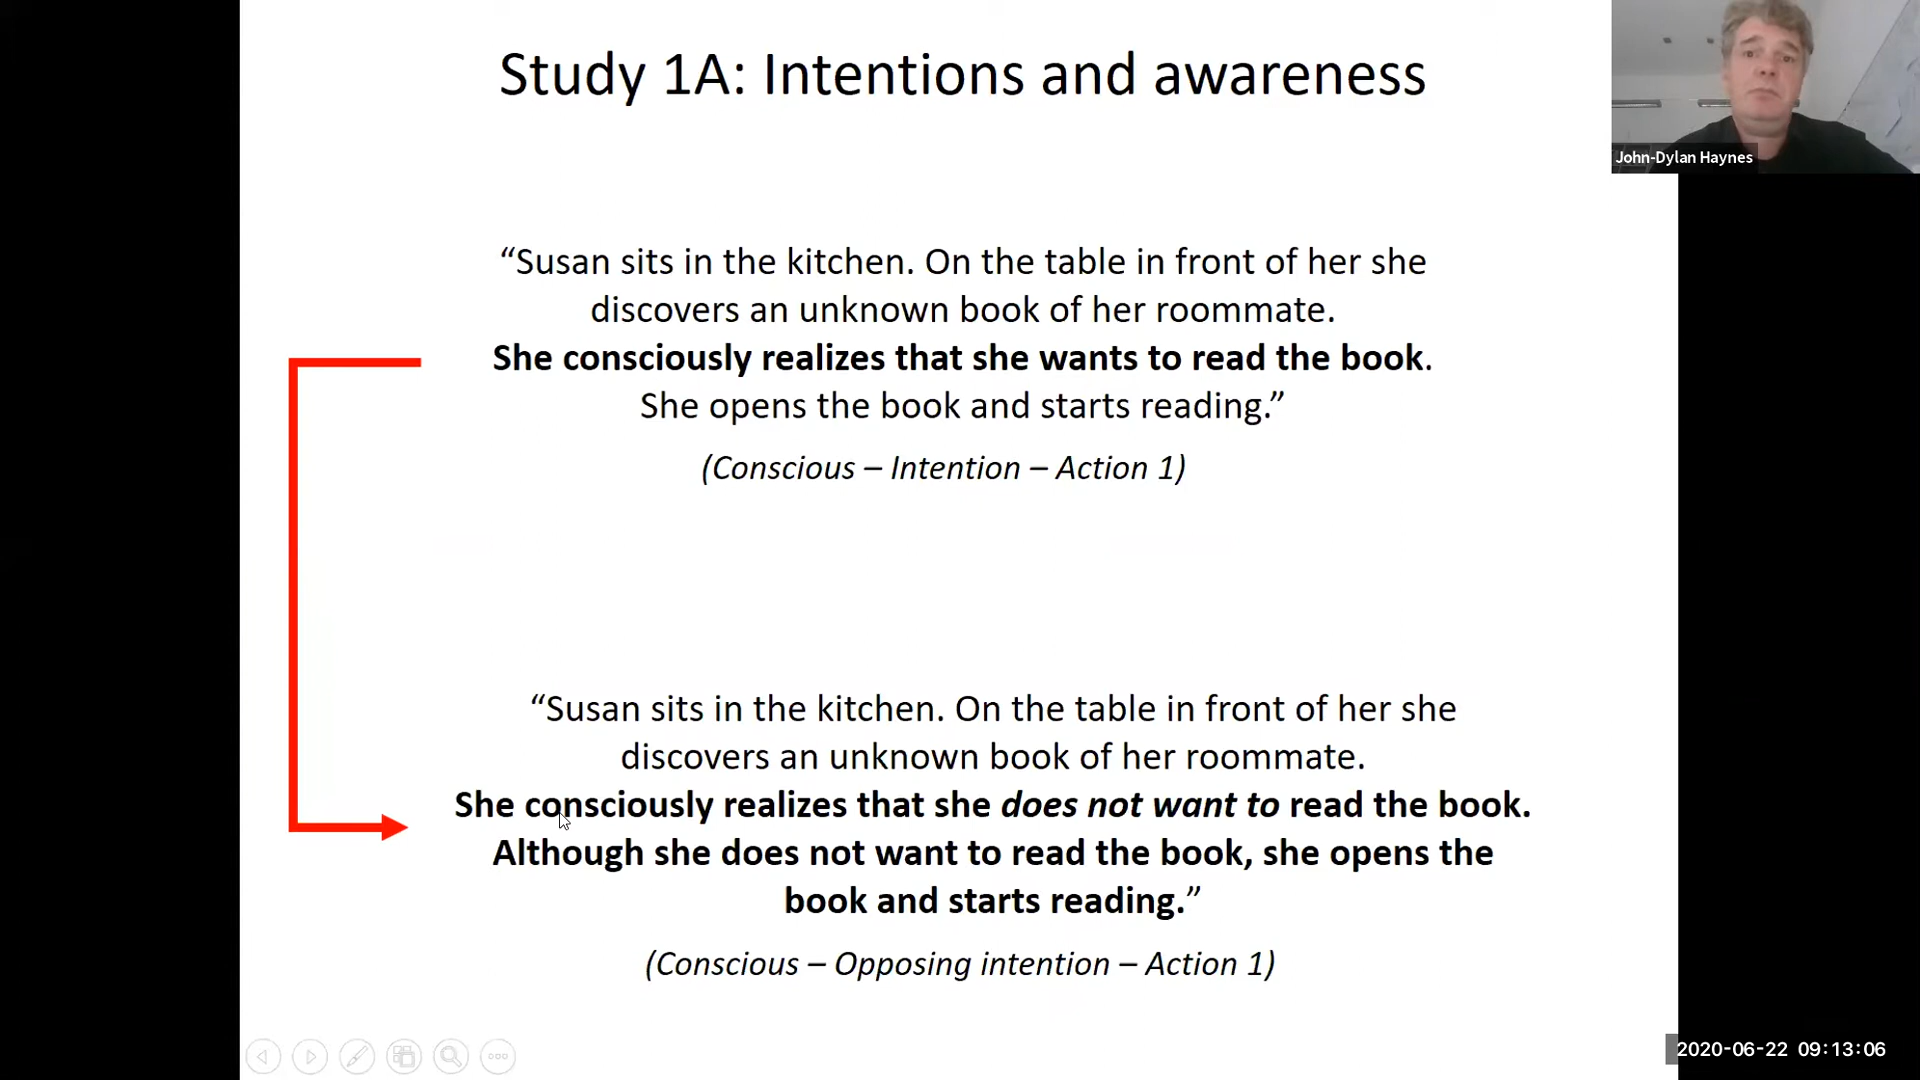 Study 1A: Intentions and awareness
John-Dylan Haynes
“Susan sits in the kitchen. On the table in front of her she
discovers an unknown book of her roommate.
She consciously realizes that she wants to read the book.
She opens the book and starts reading.”
(Conscious – Intention – Action 1)
“Susan sits in the kitchen. On the table in front of her she
discovers an unknown book of her roommate.
She consciously realizes that she does not want to read the book.
Although she does not want to read the book, she opens the
book and starts reading.”
(Conscious – Opposing intention – Action 1)
2020-06-22 09:13:06